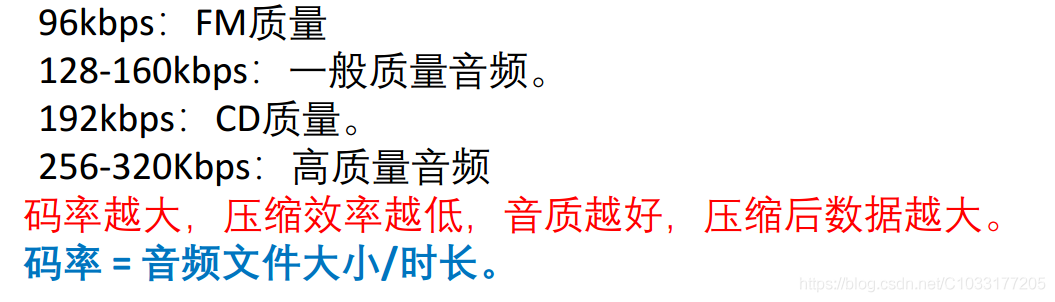 96kbps：FM质量
128-160kbps：一般质量音频。
192kbps：CD质量。
256-320Kbps：高质量音频
码率越大，压缩效率越低，音质越好，压缩后数据越大。
码率 = 音频文件大小/时长。
https://blog.csdn.net/C1033177205